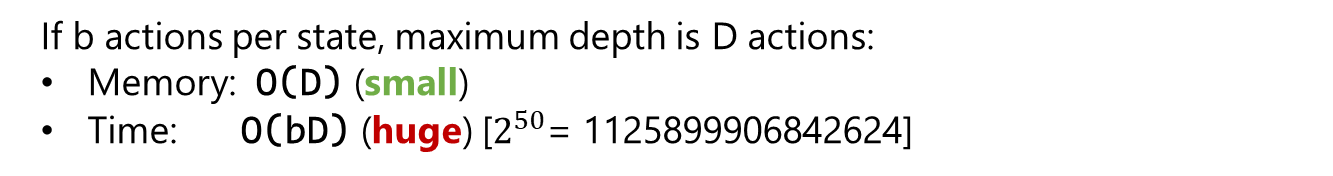 If b actions per state, maximum depth is D actions:
• Memory: O(D) (small)
• Time: O(bD) (huge) [2⁵⁰ = 1125899906842624]